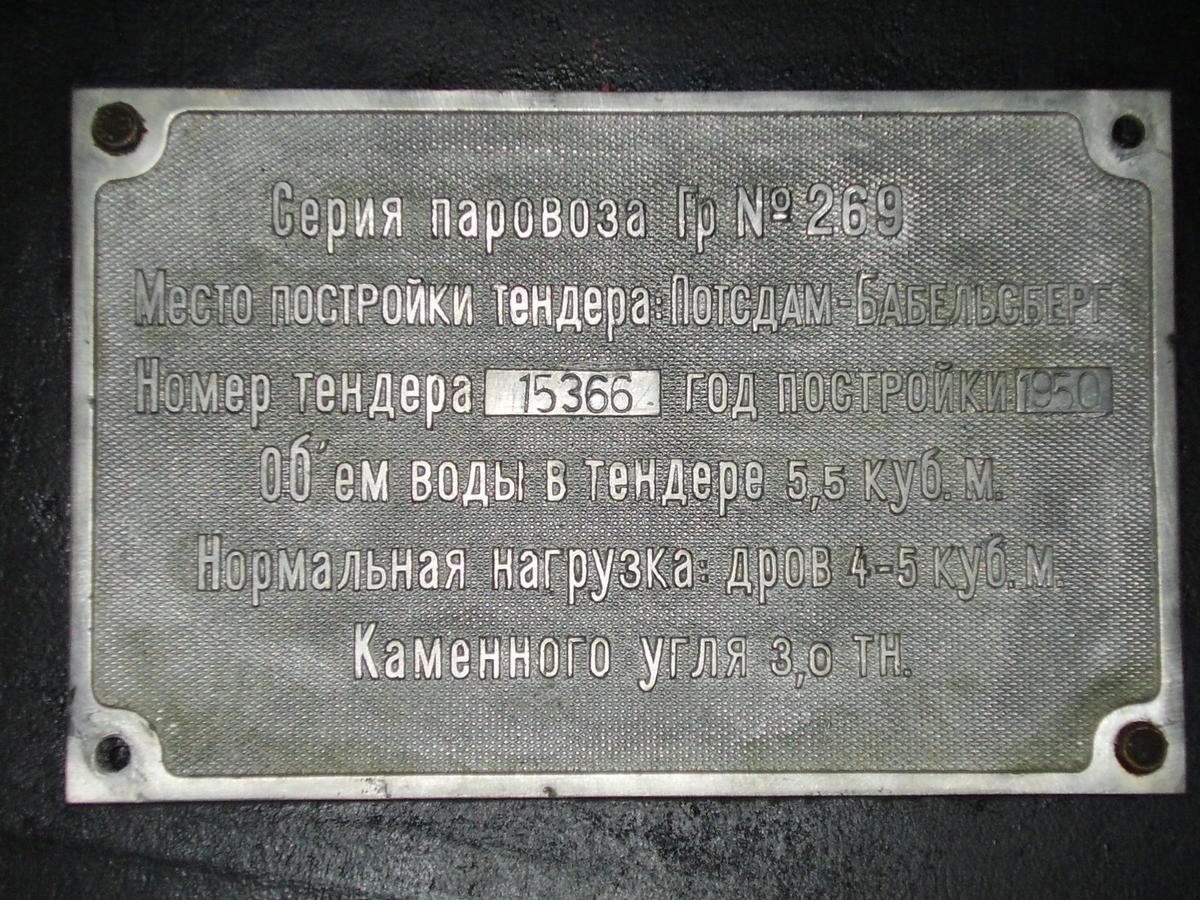 Серия паровоза Гр № 269
Место постройки тендера: Потсдам-Бабельсберг
Номер тендера 15366 год постройки 1950
Об"ем воды в тендере 5,5 куб. м.
Нормальная нагрузка: дров 4-5 куб. м.
Каменного угля 3,0 тн.